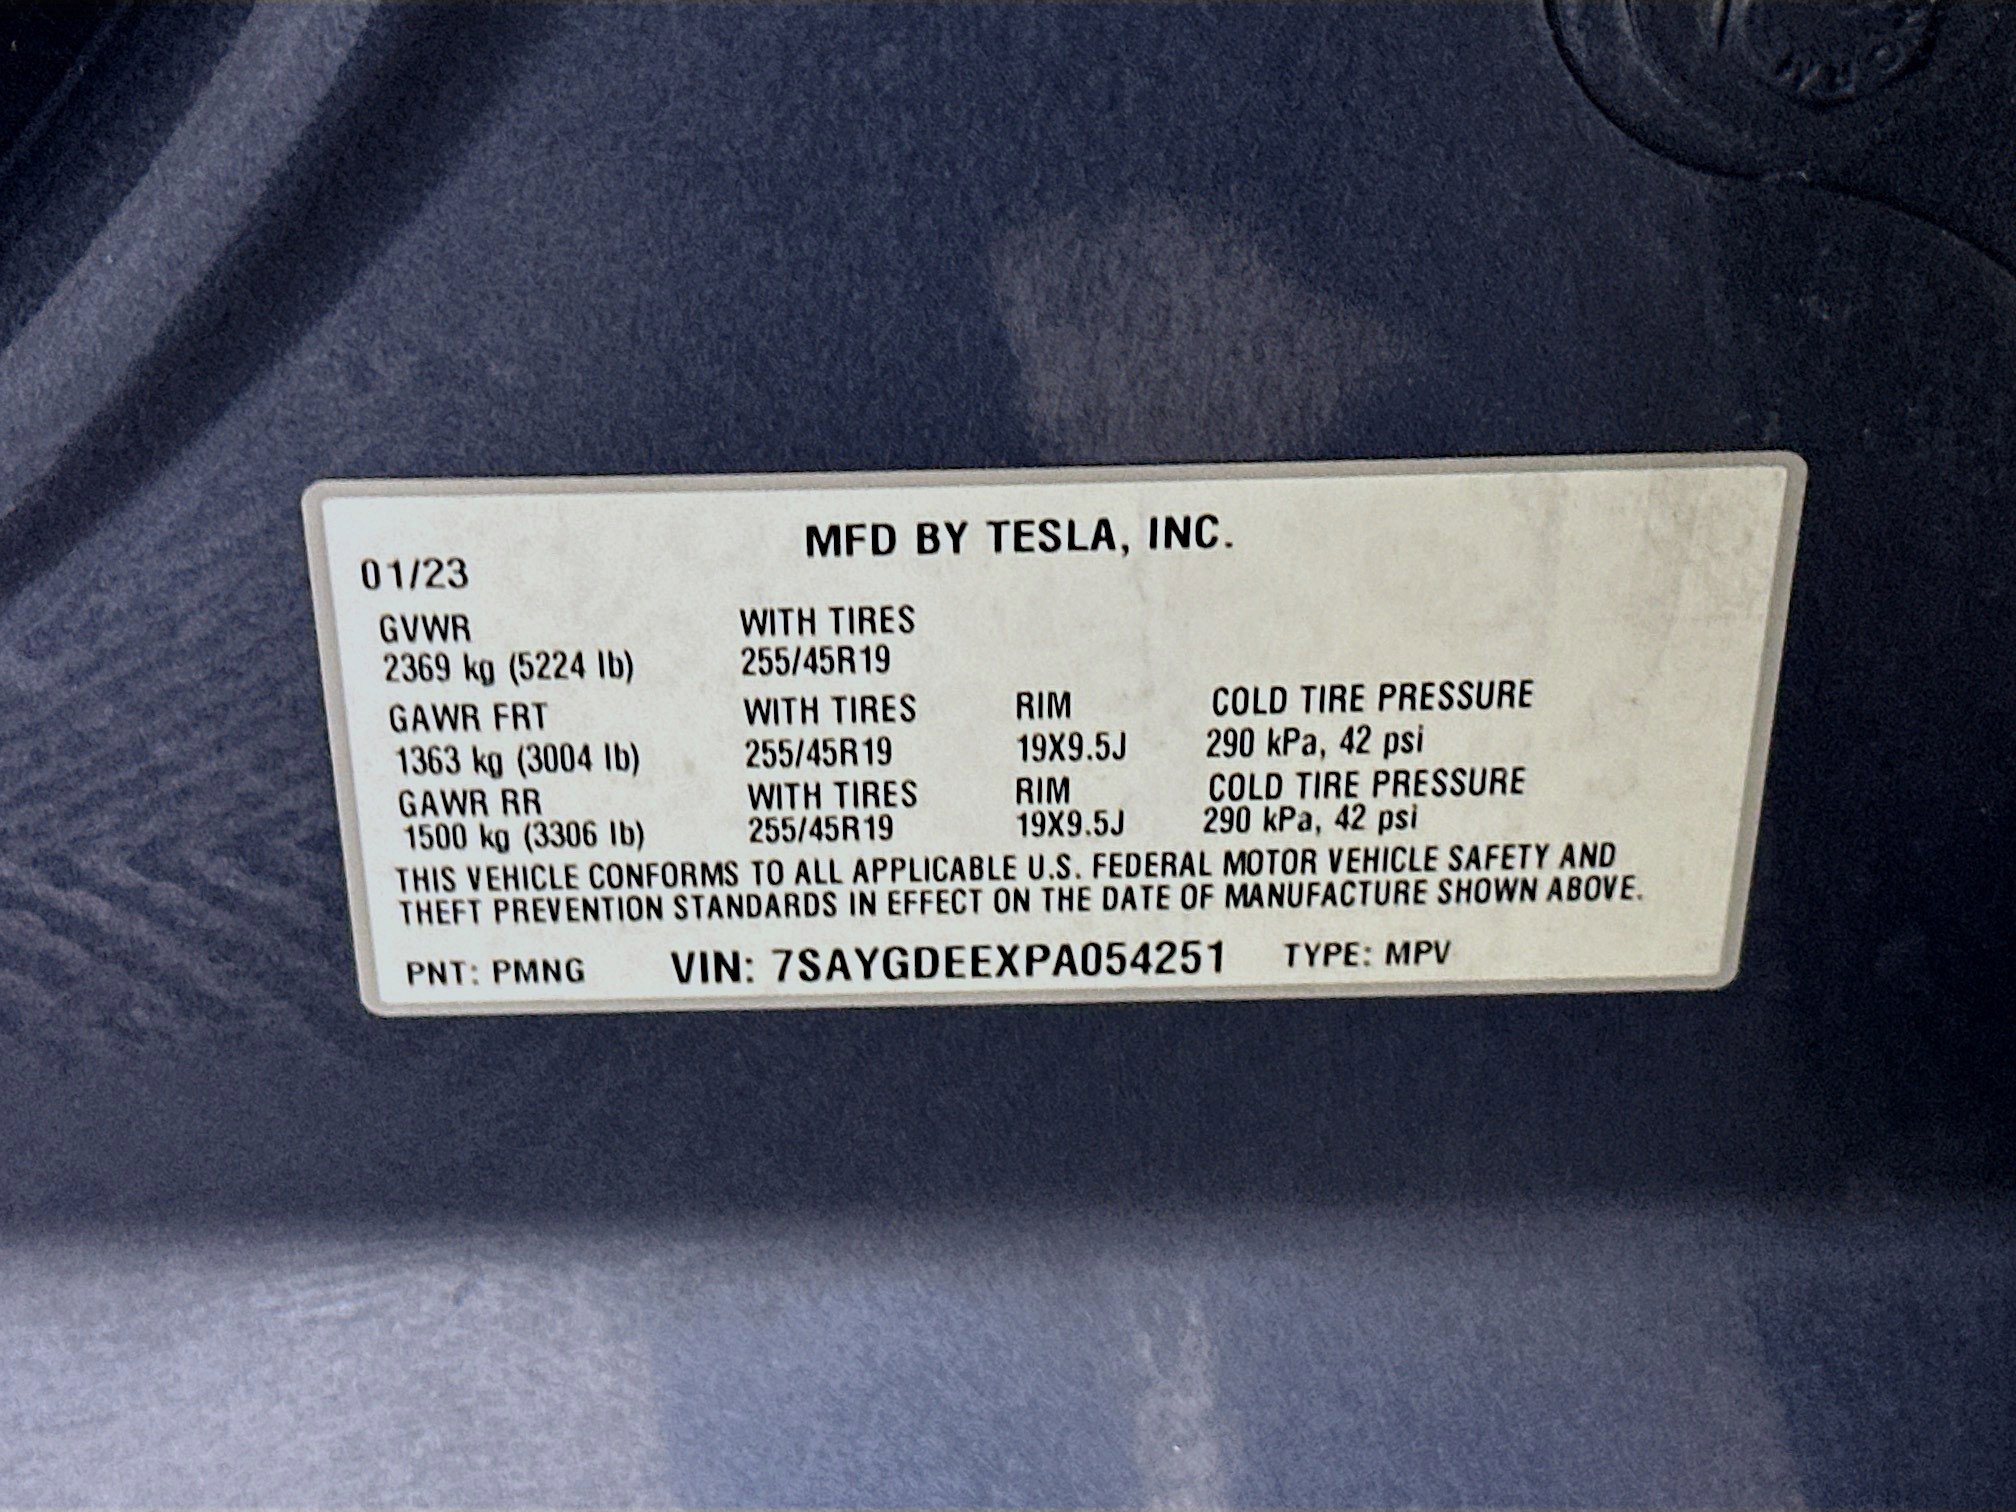 MFD BY TESLA, INC.
01/23
GVWR WITH TIRES
2369 kg (5224 lb) 255/45R19
GAWR FRT WITH TIRES RIM COLD TIRE PRESSURE
1363 kg (3004 lb) 255/45R19 19X9.5J 290 kPa, 42 psi
GAWR RR WITH TIRES RIM COLD TIRE PRESSURE
1500 kg (3306 lb) 255/45R19 19X9.5J 290 kPa, 42 psi
THIS VEHICLE CONFORMS TO ALL APPLICABLE U.S. FEDERAL MOTOR VEHICLE SAFETY AND
THEFT PREVENTION STANDARDS IN EFFECT ON THE DATE OF MANUFACTURE SHOWN ABOVE.
PNT: PMNG VIN: 7SAYGDEEXPA054251 TYPE: MPV